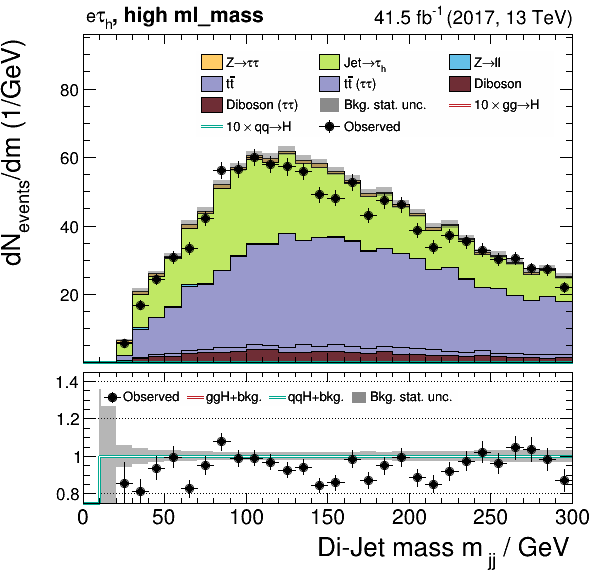 eτh, high ml_mass 41.5 fb⁻¹ (2017, 13 TeV)
dNevents/dm (1/GeV)
Z→ττ Jet→τh Z→ll
tt̄ tt̄ (ττ) Diboson
Diboson (ττ) Bkg. stat. unc. 10 × gg→H
10 × qq→H Observed
80
60
40
20
Observed ggH+bkg. qqH+bkg. Bkg. stat. unc.
1.4
1.2
1
0.8
0 50 100 150 200 250 300
Di-Jet mass mjj / GeV